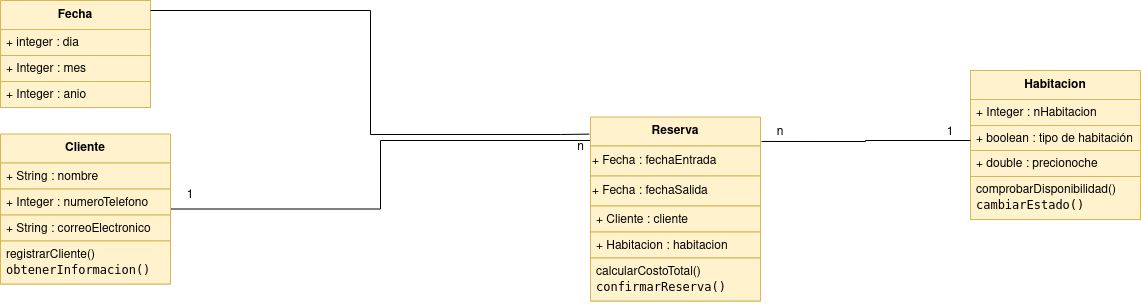 Fecha
+ integer : dia
+ Integer : mes
+ Integer : anio
Cliente
+ String : nombre
+ Integer : numeroTelefono
+ String : correoElectronico
registrarCliente()
obtenerInformacion()
1
n
Reserva
+ Fecha : fechaEntrada
+ Fecha : fechaSalida
+ Cliente : cliente
+ Habitacion : habitacion
calcularCostoTotal()
confirmarReserva()
n
1
Habitacion
+ Integer : nHabitacion
+ boolean : tipo de habitación
+ double : precionoche
comprobarDisponibilidad()
cambiarEstado()